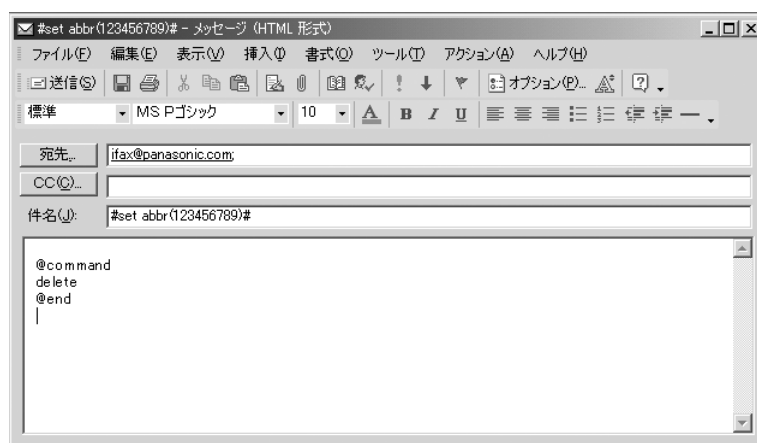 #set abbr(123456789)# - メッセージ (HTML 形式)
ファイル(F) 編集(E) 表示(V) 挿入(I) 書式(O) ツール(T) アクション(A) ヘルプ(H)
送信(S) オプション(P)...
標準 MS Pゴシック 10 A B I U
宛先... ifax@panasonic.com;
CC(C)...
件名(J): #set abbr(123456789)#
@command
delete
@end